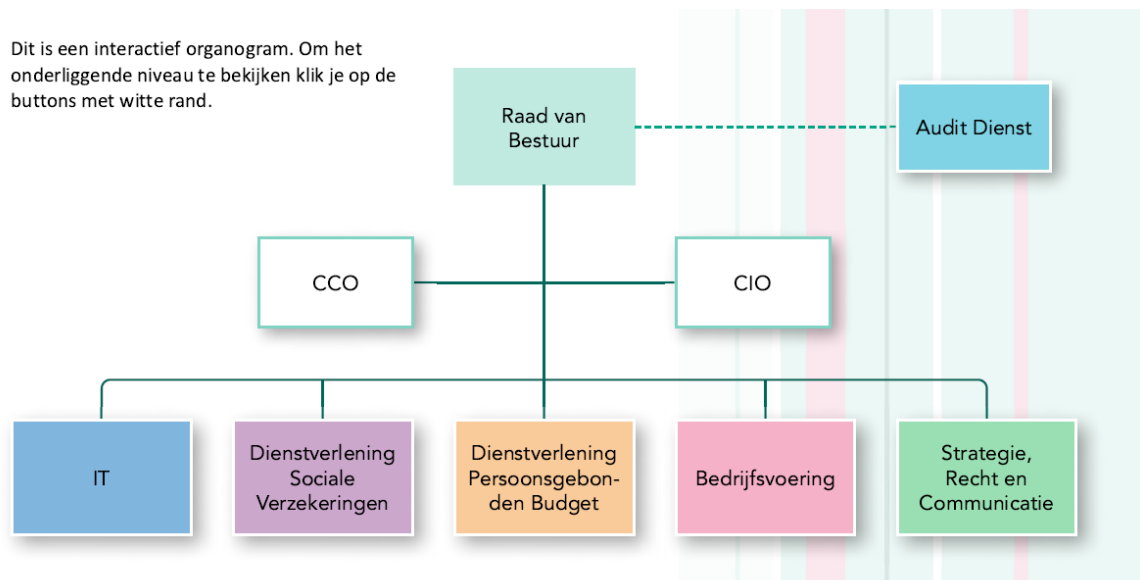 Dit is een interactief organogram. Om het
onderliggende niveau te bekijken klik je op de
buttons met witte rand.
Raad van
Bestuur
Audit Dienst
CCO
CIO
IT
Dienstverlening
Sociale
Verzekeringen
Dienstverlening
Persoonsgebon-
den Budget
Bedrijfsvoering
Strategie,
Recht en
Communicatie